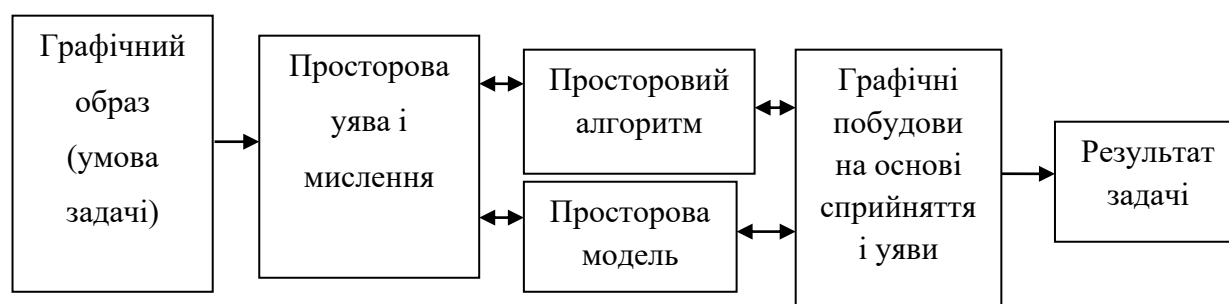 Графічний
образ
(умова
задачі)
Просторова
уява і
мислення
Просторовий
алгоритм
Просторова
модель
Графічні
побудови
на основі
сприйняття
і уяви
Результат
задачі